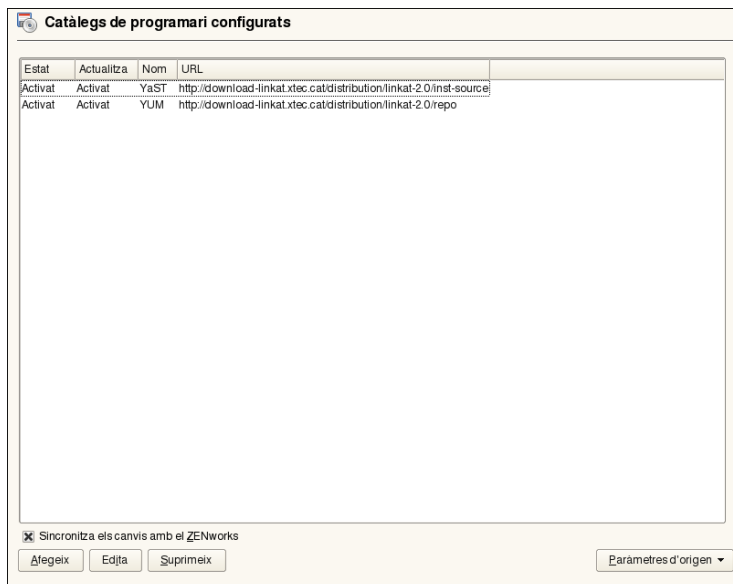 Catàlegs de programari configurats
Estat Actualitza Nom URL
Activat Activat YaST http://download-linkat.xtec.cat/distribution/linkat-2.0/inst-source
Activat Activat YUM http://download-linkat.xtec.cat/distribution/linkat-2.0/repo
Sincronitza els canvis amb el ZENworks
Afegeix Edita Suprimeix Paràmetres d'origen